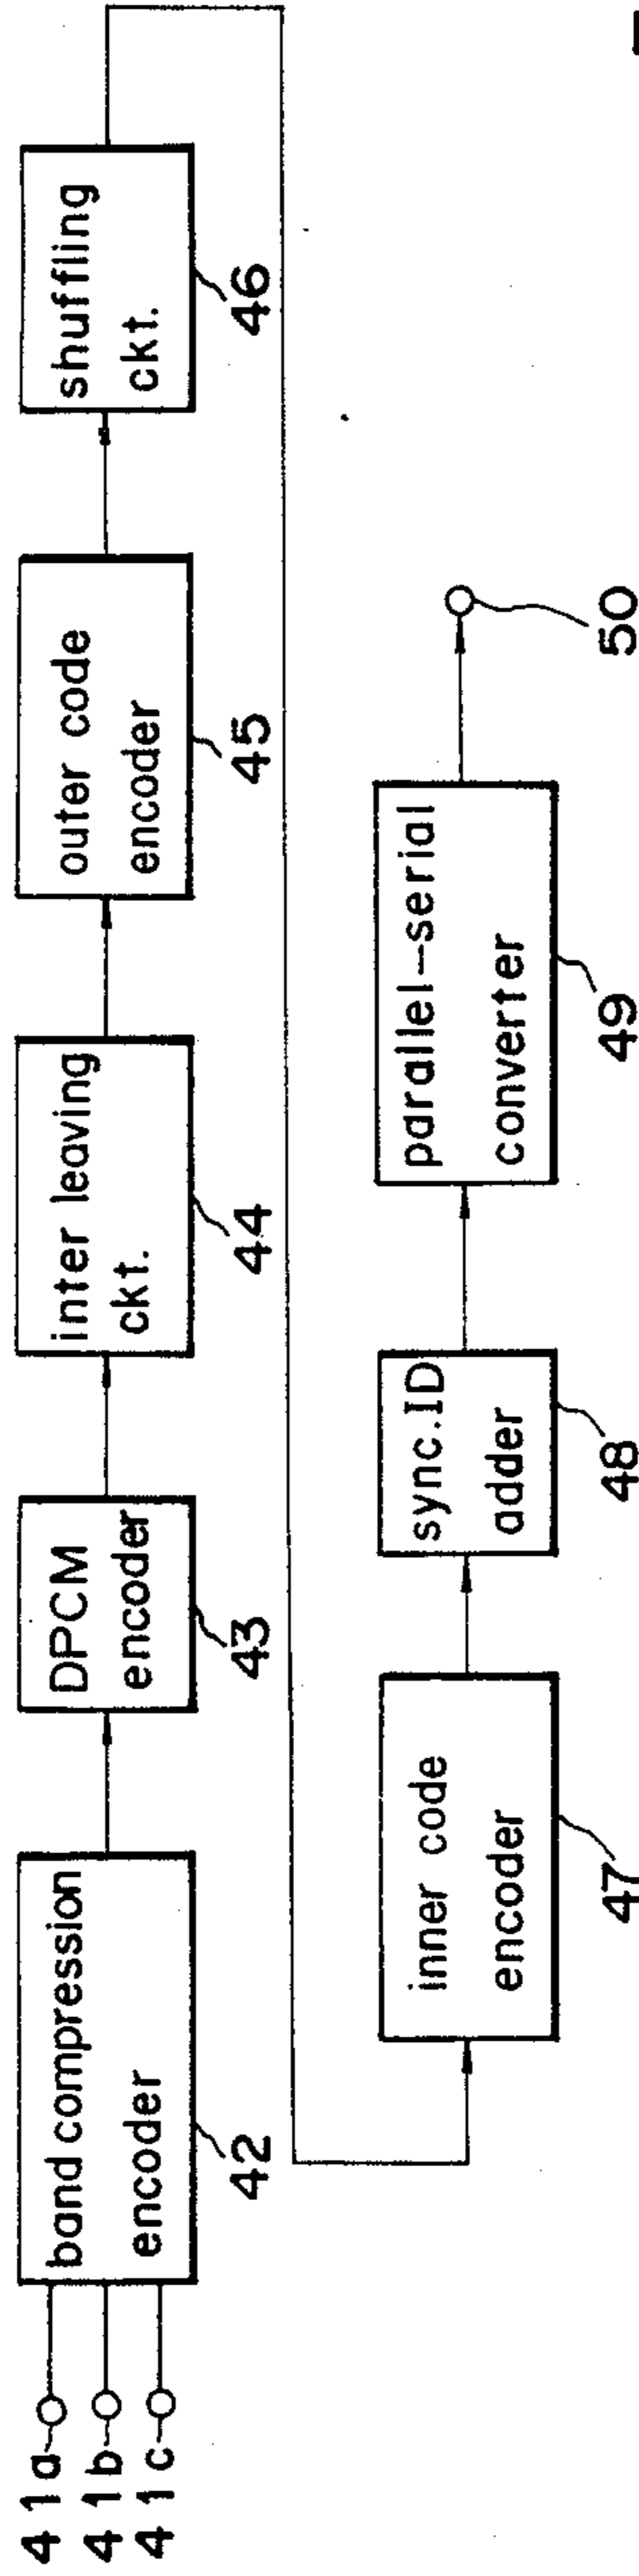 41a
41b
41c
band compression
encoder
42
DPCM
encoder
43
inter leaving
ckt.
44
outer code
encoder
45
shuffling
ckt.
46
inner code
encoder
47
sync.ID
adder
48
parallel-serial
converter
49
50